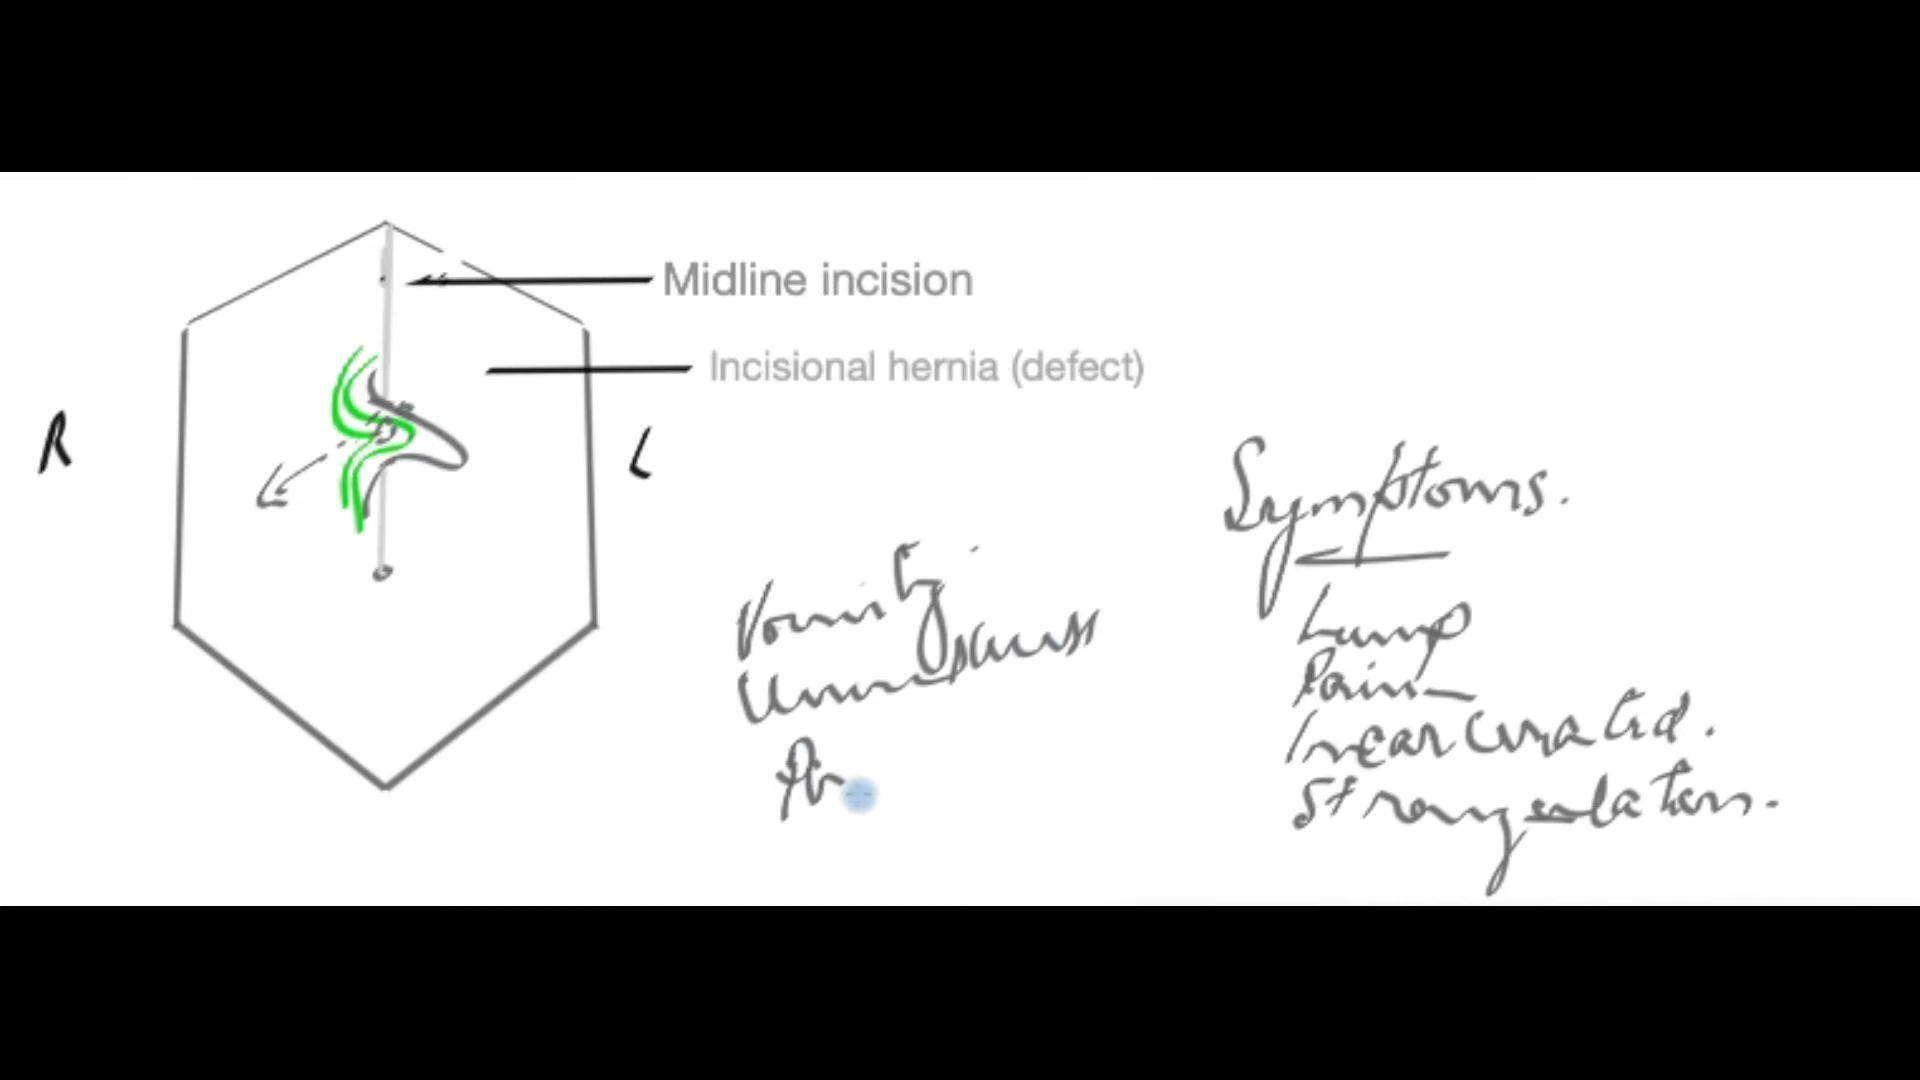 Midline incision
Incisional hernia (defect)
R
L
Symptoms.
Lump
Pain
Incarcerated.
Strangulation.
Vomiting